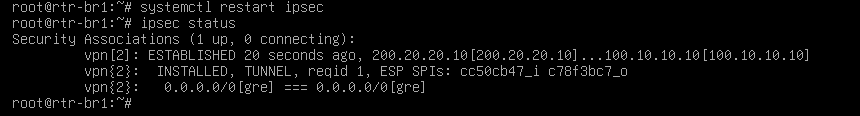 root@rtr-br1:~# systemctl restart ipsec
root@rtr-br1:~# ipsec status
Security Associations (1 up, 0 connecting):
         vpn[2]: ESTABLISHED 20 seconds ago, 200.20.20.10[200.20.20.10]...100.10.10.10[100.10.10.10]
         vpn{2}:  INSTALLED, TUNNEL, reqid 1, ESP SPIs: cc50cb47_i c78f3bc7_o
         vpn{2}:   0.0.0.0/0[gre] === 0.0.0.0/0[gre]
root@rtr-br1:~#